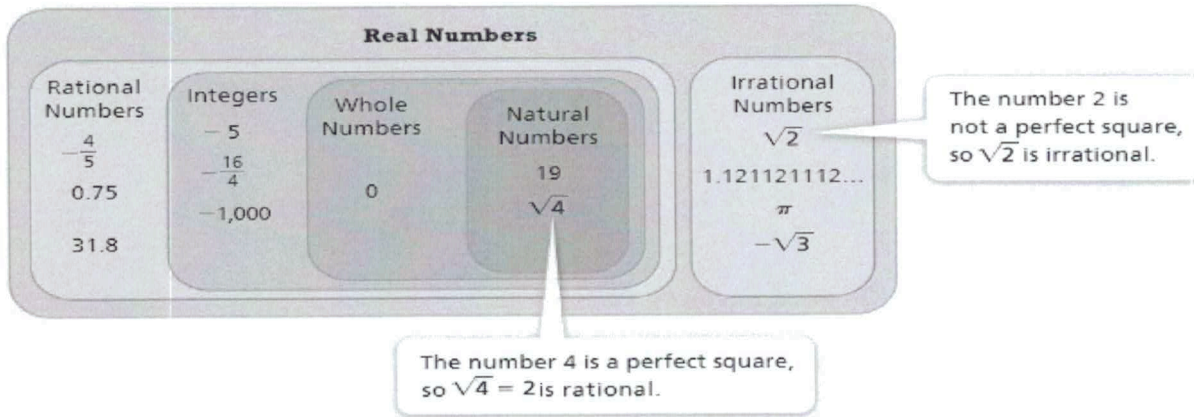 Real Numbers
Rational
Numbers
-4/5
0.75
31.8
Integers
- 5
-16/4
-1,000
Whole
Numbers
0
Natural
Numbers
19
√4
Irrational
Numbers
√2
1.121121112...
π
-√3
The number 2 is
not a perfect square,
so √2 is irrational.
The number 4 is a perfect square,
so √4 = 2is rational.